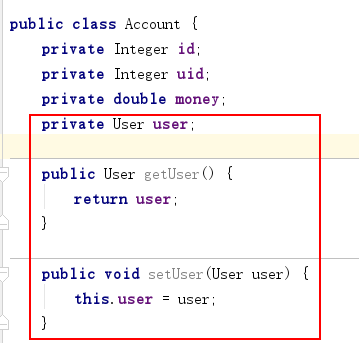 public class Account {
    private Integer id;
    private Integer uid;
    private double money;
    private User user;
    public User getUser() {
        return user;
    }
    public void setUser(User user) {
        this.user = user;
    }